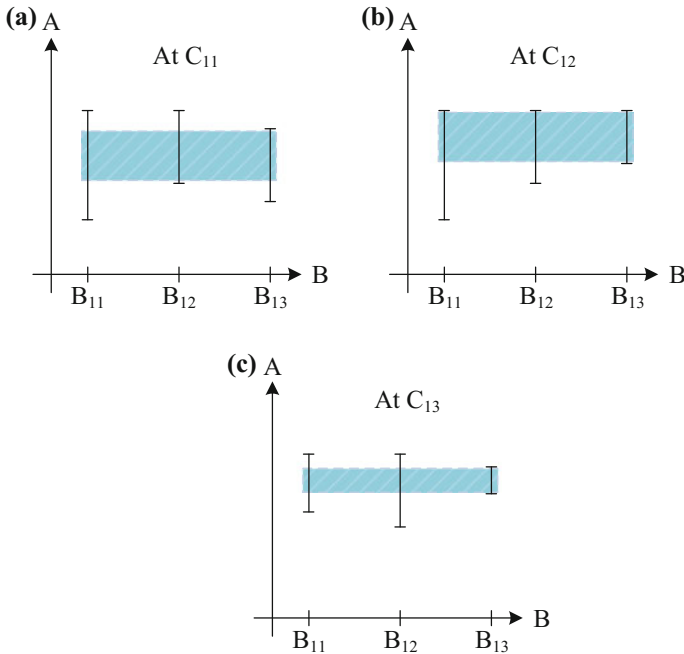 (a)
A
At C₁₁
B₁₁ B₁₂ B₁₃ B
(b)
A
At C₁₂
B₁₁ B₁₂ B₁₃ B
(c)
A
At C₁₃
B₁₁ B₁₂ B₁₃ B